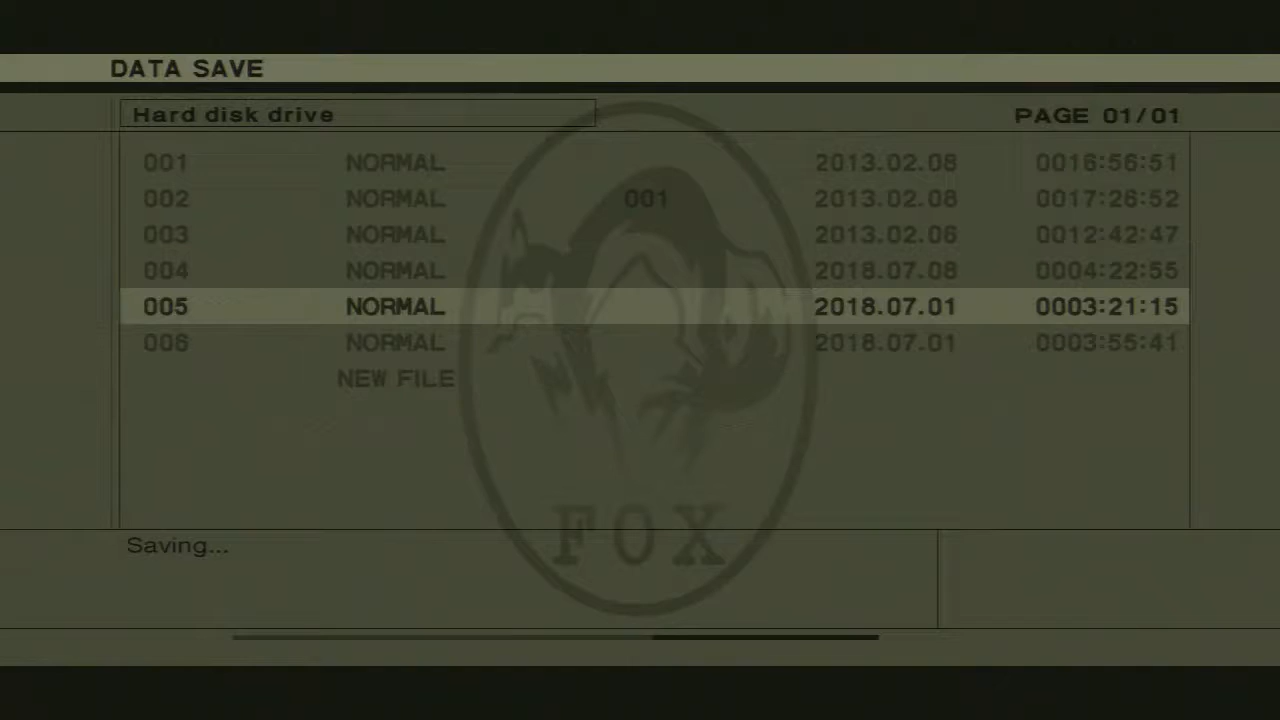 DATA SAVE
Hard disk drive PAGE 01/01
001 NORMAL 2013.02.08 0016:56:51
002 NORMAL 001 2013.02.08 0017:26:52
003 NORMAL 2013.02.06 0012:42:47
004 NORMAL 2018.07.08 0004:22:55
005 NORMAL 2018.07.01 0003:21:15
006 NORMAL 2018.07.01 0003:55:41
NEW FILE
FOX
Saving...